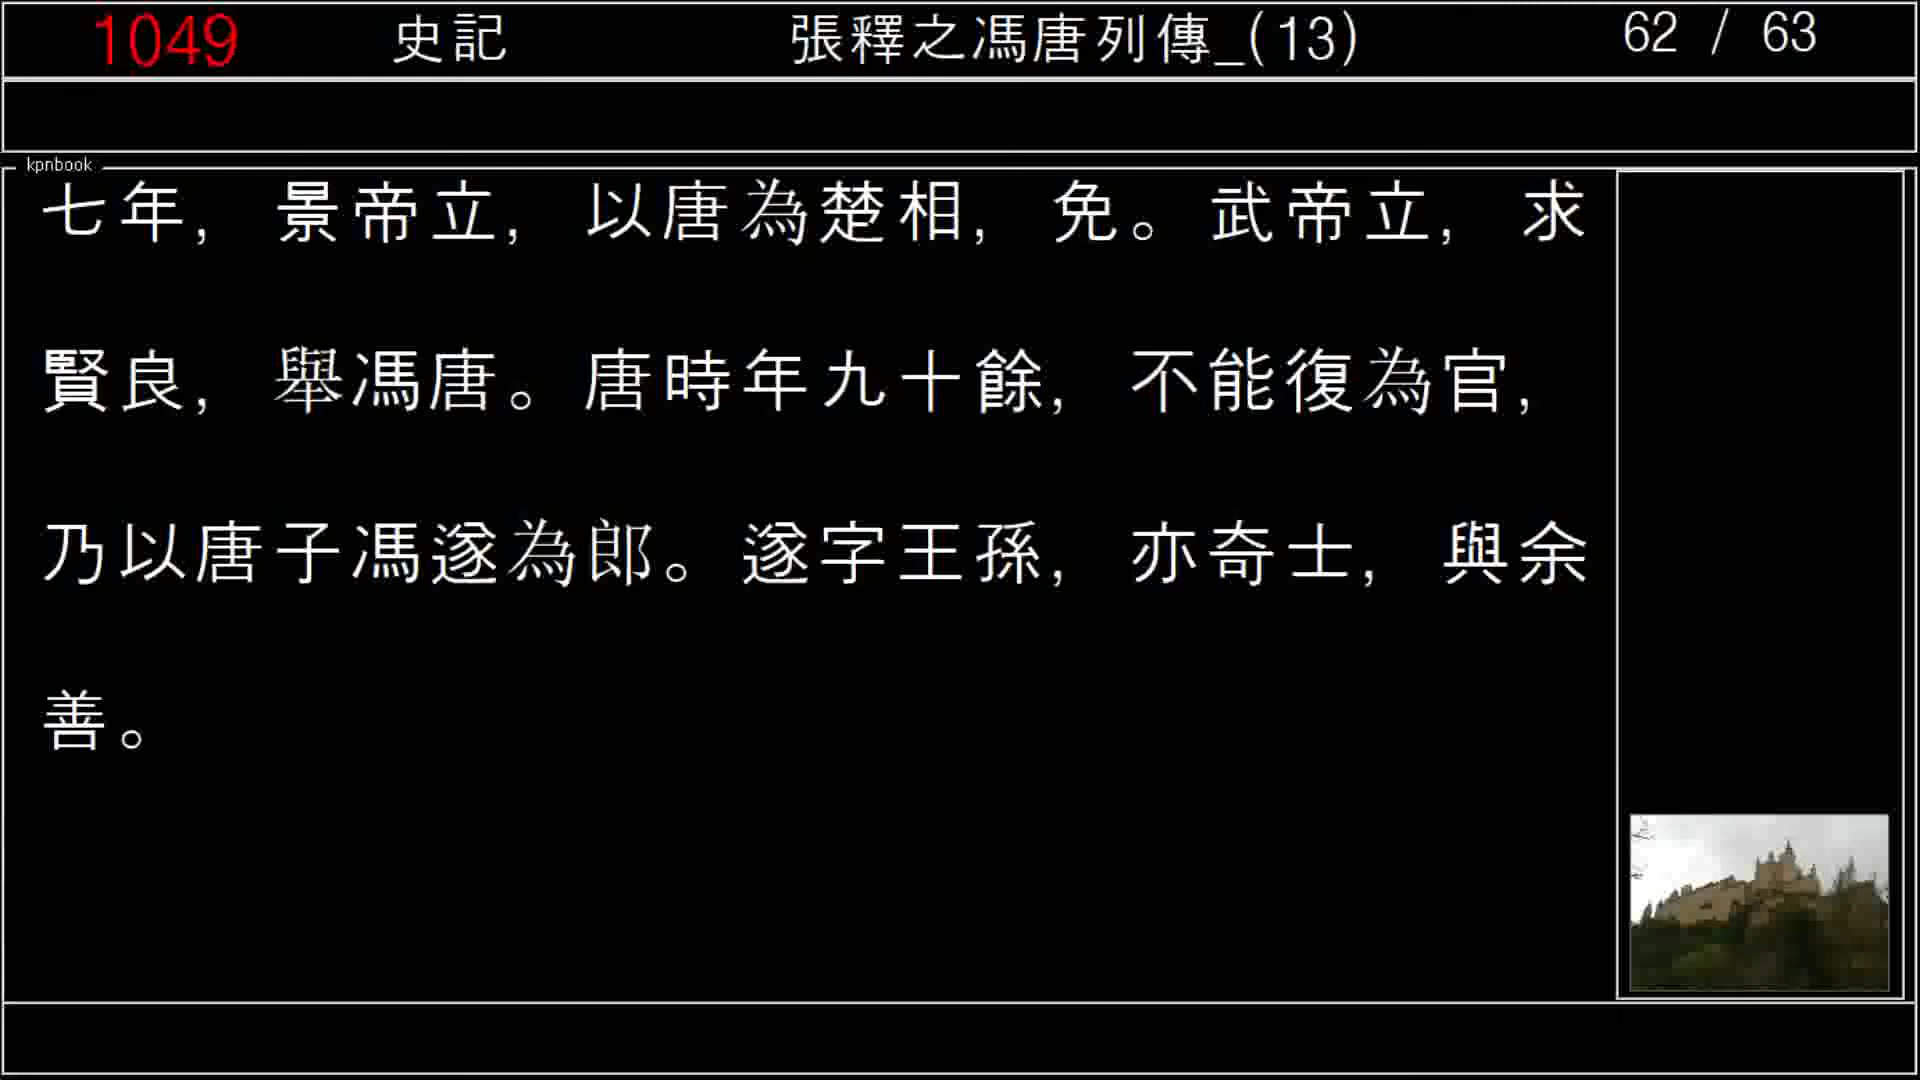 1049 史記 張釋之馮唐列傳_(13) 62 / 63
kpnbook
七年, 景帝立, 以唐為楚相, 免。武帝立, 求
賢良, 舉馮唐。唐時年九十餘, 不能復為官,
乃以唐子馮遂為郎。遂字王孫, 亦奇士, 與余
善。